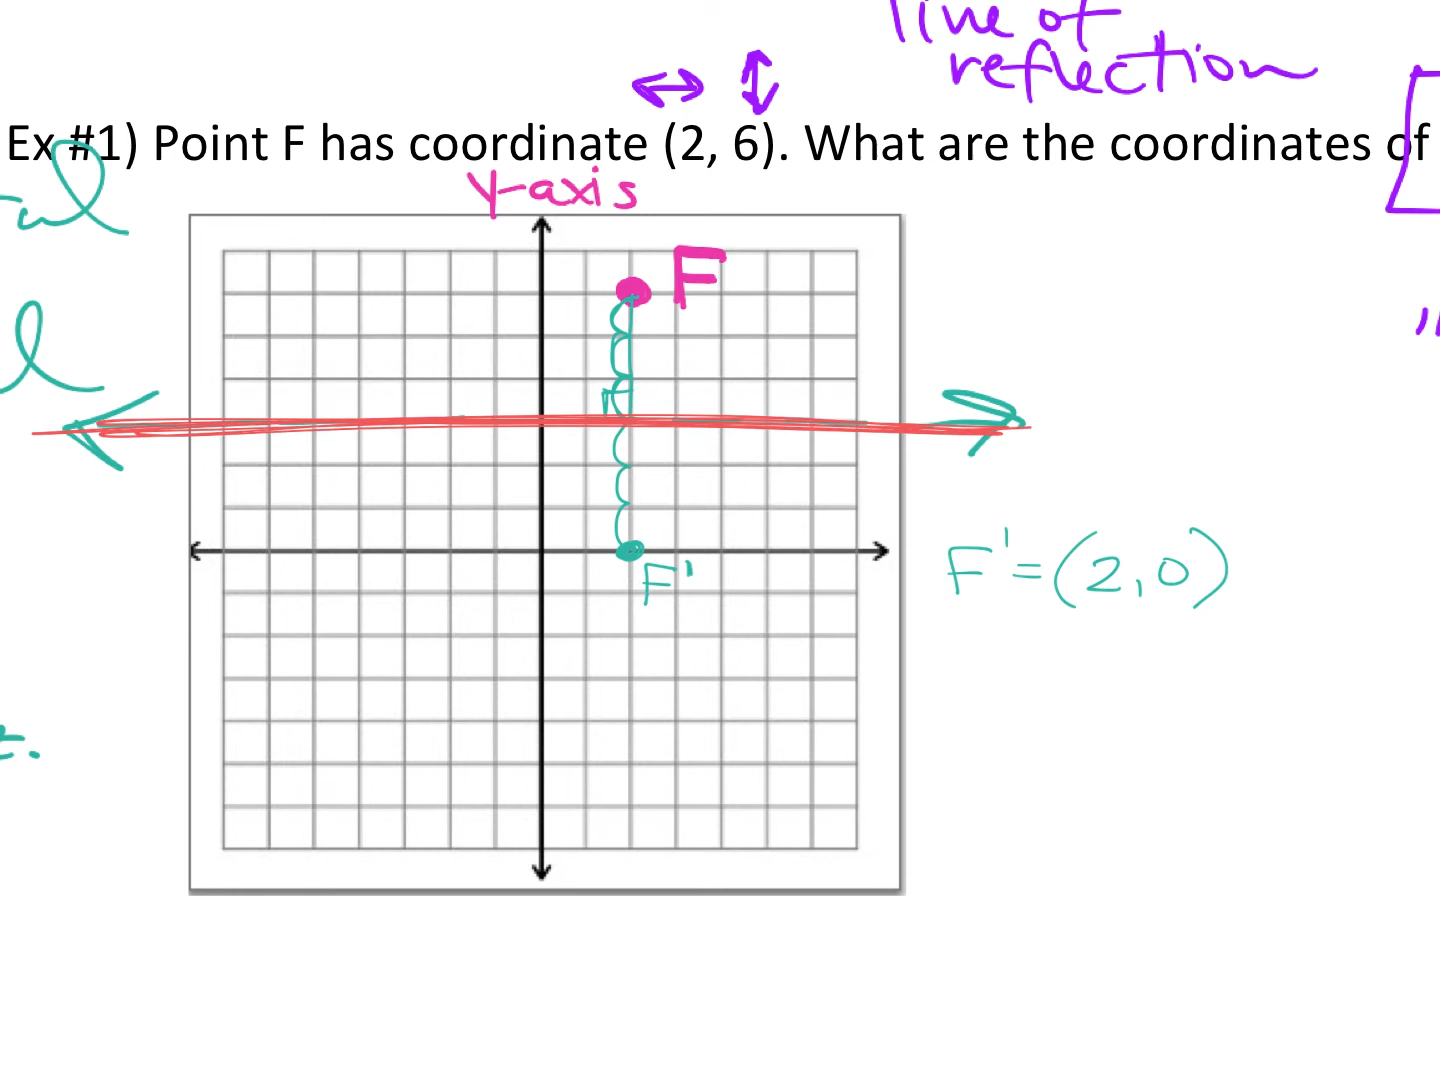 line of
reflection
Ex #1) Point F has coordinate (2, 6). What are the coordinates of
y-axis
F
F'
F'=(2,0)